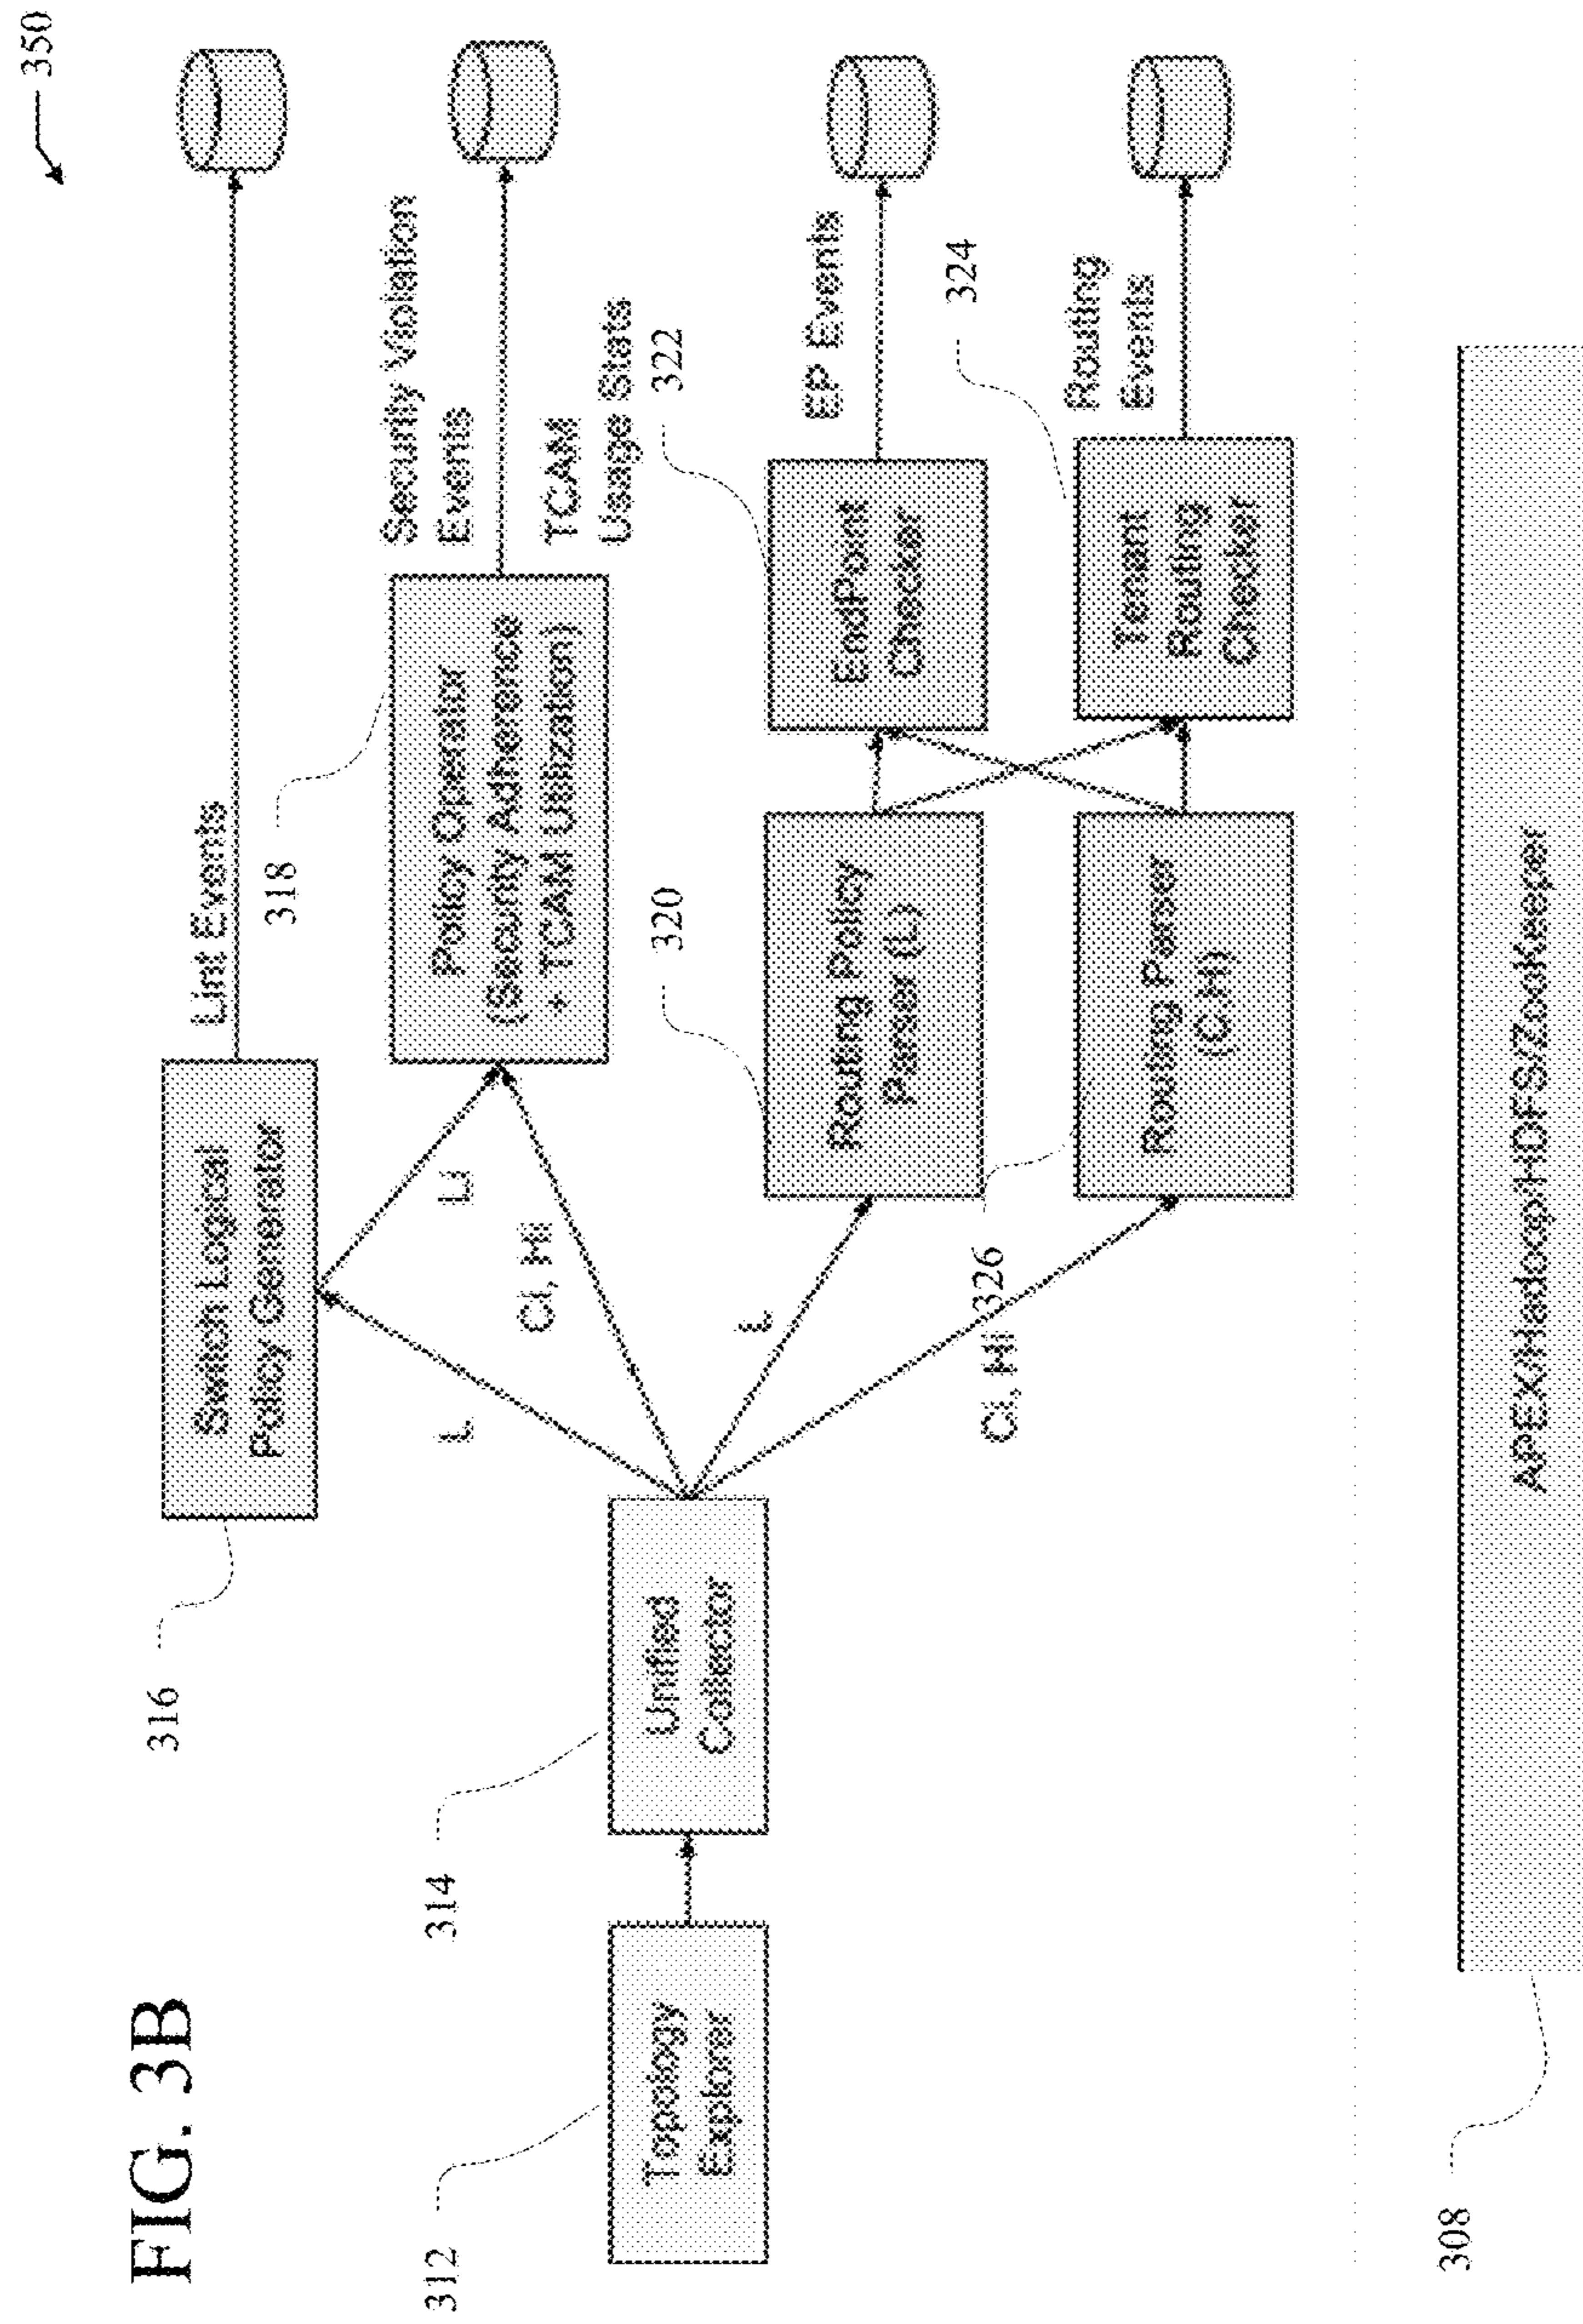 FIG. 3B
350
316
Switch Logical
Policy Generator
Lint Events
318
Policy Operator
(Security Adherence
+ TCAM Utilization)
Security Violation
Events
TCAM
Usage Stats
L
Li
Ci, Hi
312
Topology
Explorer
314
Unified
Collector
L
320
Routing Policy
Parser (L)
322
EndPoint
Checker
EP Events
Ci, Hi
326
Routing Parser
(C,H)
324
Tenant
Routing
Checker
Routing
Events
308
APEX/Hadoop/HDFS/ZooKeeper